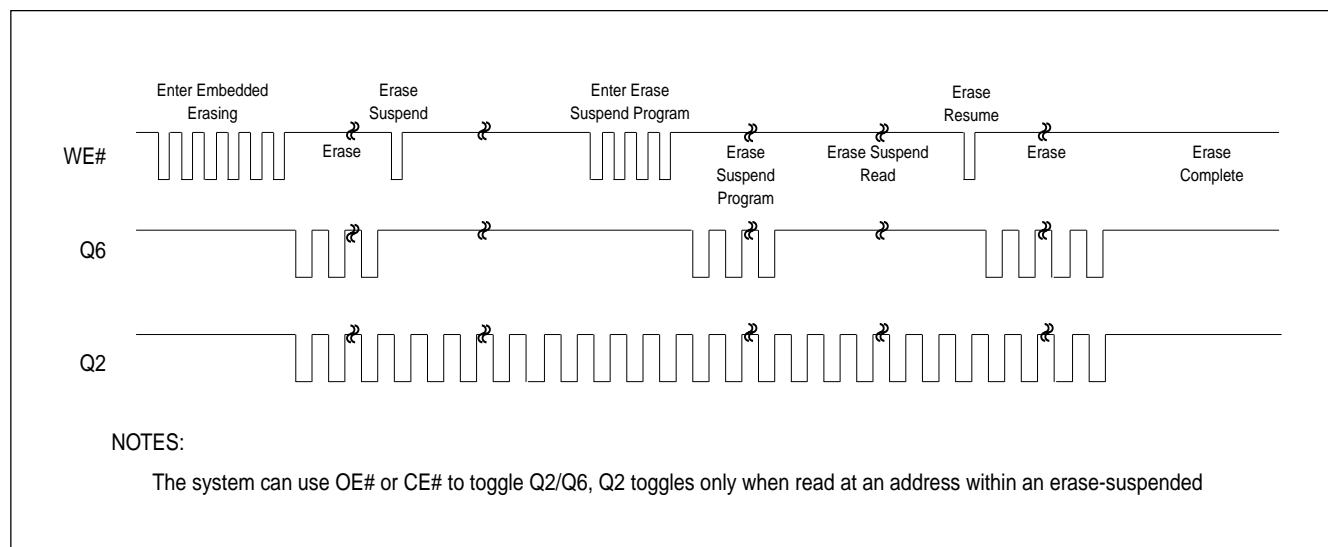 Enter Embedded
Erasing
Erase
Suspend
Enter Erase
Suspend Program
Erase
Resume
WE#
Erase
Erase
Suspend
Program
Erase Suspend
Read
Erase
Erase
Complete
Q6
Q2
NOTES:
The system can use OE# or CE# to toggle Q2/Q6, Q2 toggles only when read at an address within an erase-suspended